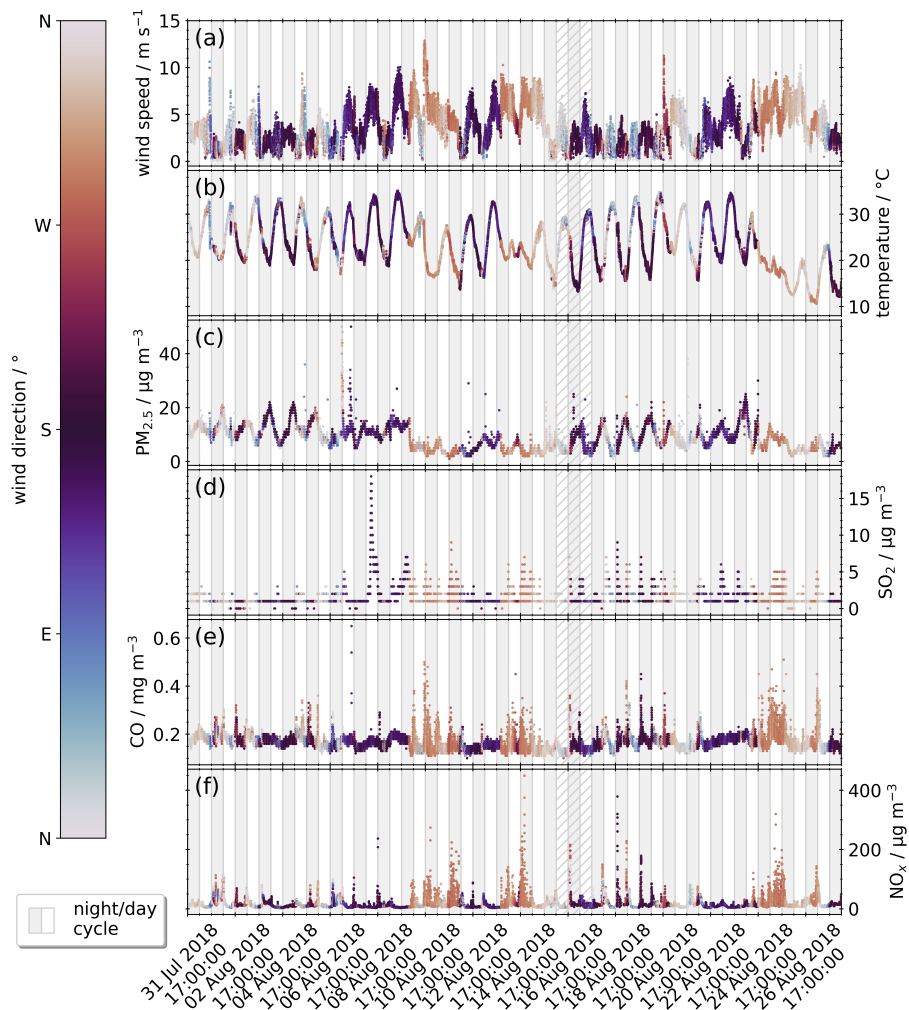 N
W
S
E
N
wind direction / °
night/day
cycle
(a)
wind speed / m s⁻¹
15
10
5
0
(b)
temperature / °C
30
20
10
(c)
PM₂.₅ / µg m⁻³
40
20
0
(d)
SO₂ / µg m⁻³
15
10
5
0
(e)
CO / mg m⁻³
0.6
0.4
0.2
(f)
NOₓ / µg m⁻³
400
200
0
31 Jul 2018
17:00:00
02 Aug 2018
17:00:00
04 Aug 2018
17:00:00
06 Aug 2018
17:00:00
08 Aug 2018
17:00:00
10 Aug 2018
17:00:00
12 Aug 2018
17:00:00
14 Aug 2018
17:00:00
16 Aug 2018
17:00:00
18 Aug 2018
17:00:00
20 Aug 2018
17:00:00
22 Aug 2018
17:00:00
24 Aug 2018
17:00:00
26 Aug 2018
17:00:00